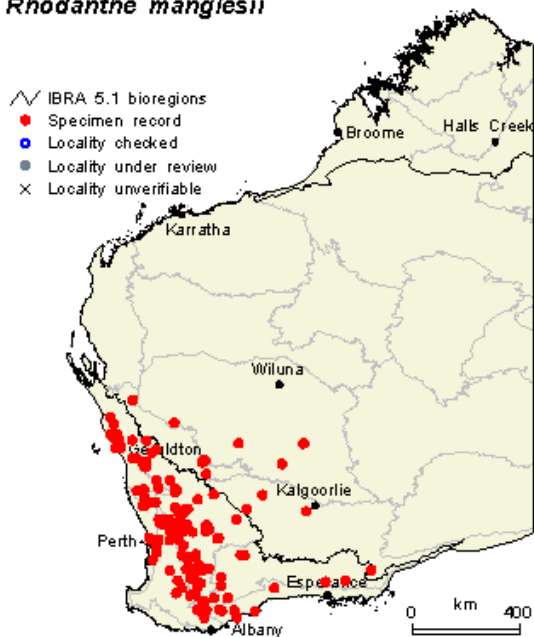 Rhodanthe manglesii
IBRA 5.1 bioregions
Specimen record
Locality checked
Locality under review
Locality unverifiable
Broome
Halls Creek
Karratha
Wiluna
Geraldton
Kalgoorlie
Perth
Esperance
Albany
0 km 400